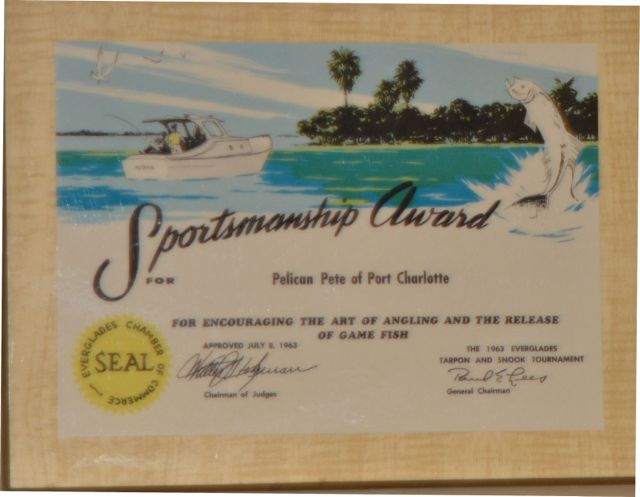 Sportsmanship Award
FOR
Pelican Pete of Port Charlotte
FOR ENCOURAGING THE ART OF ANGLING AND THE RELEASE
OF GAME FISH
APPROVED JULY 8, 1963
Chairman of Judges
THE 1963 EVERGLADES
TARPON AND SNOOK TOURNAMENT
General Chairman
EVERGLADES CHAMBER OF COMMERCE
SEAL